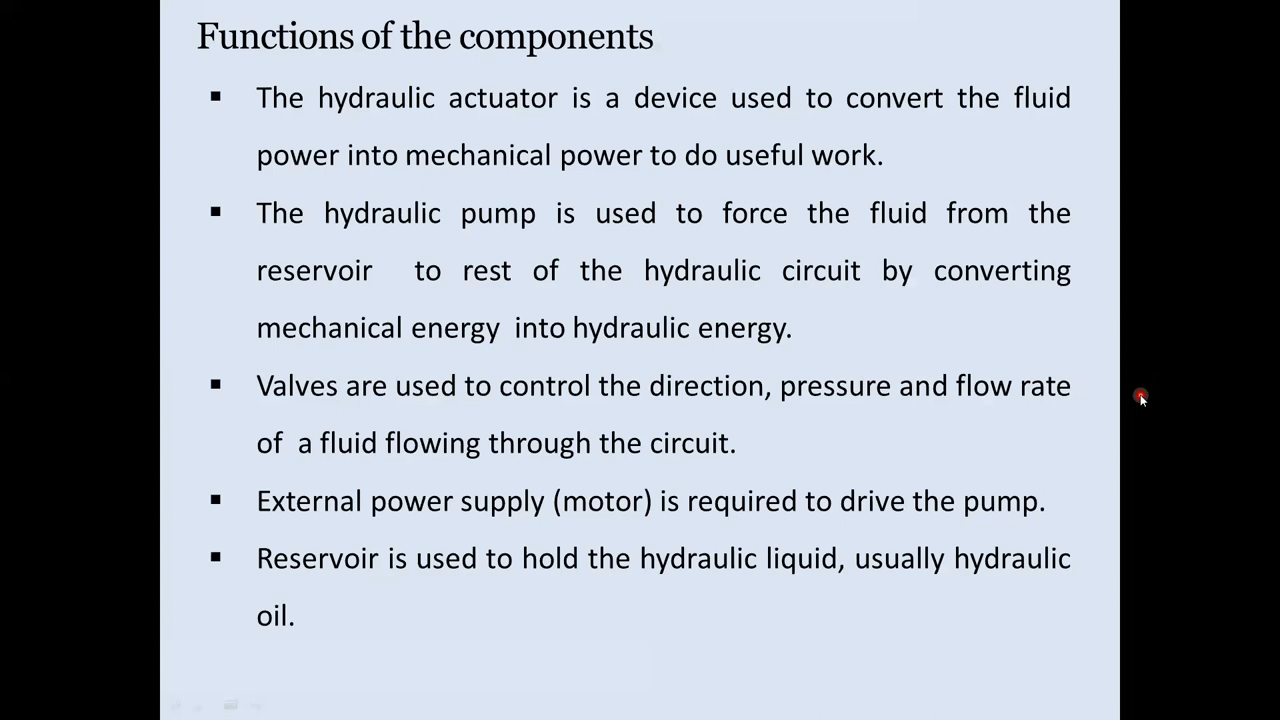 Functions of the components
▪ The hydraulic actuator is a device used to convert the fluid
power into mechanical power to do useful work.
▪ The hydraulic pump is used to force the fluid from the
reservoir to rest of the hydraulic circuit by converting
mechanical energy into hydraulic energy.
▪ Valves are used to control the direction, pressure and flow rate
of a fluid flowing through the circuit.
▪ External power supply (motor) is required to drive the pump.
▪ Reservoir is used to hold the hydraulic liquid, usually hydraulic
oil.